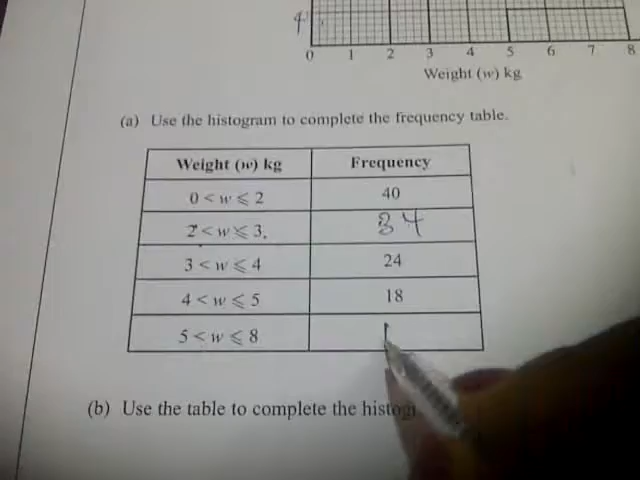 4
0 1 2 3 4 5 6 7 8
Weight (w) kg
(a) Use the histogram to complete the frequency table.
Weight (w) kg Frequency
0 < w ⩽ 2 40
2 < w ⩽ 3. 34
3 < w ⩽ 4 24
4 < w ⩽ 5 18
5 < w ⩽ 8
(b) Use the table to complete the histog